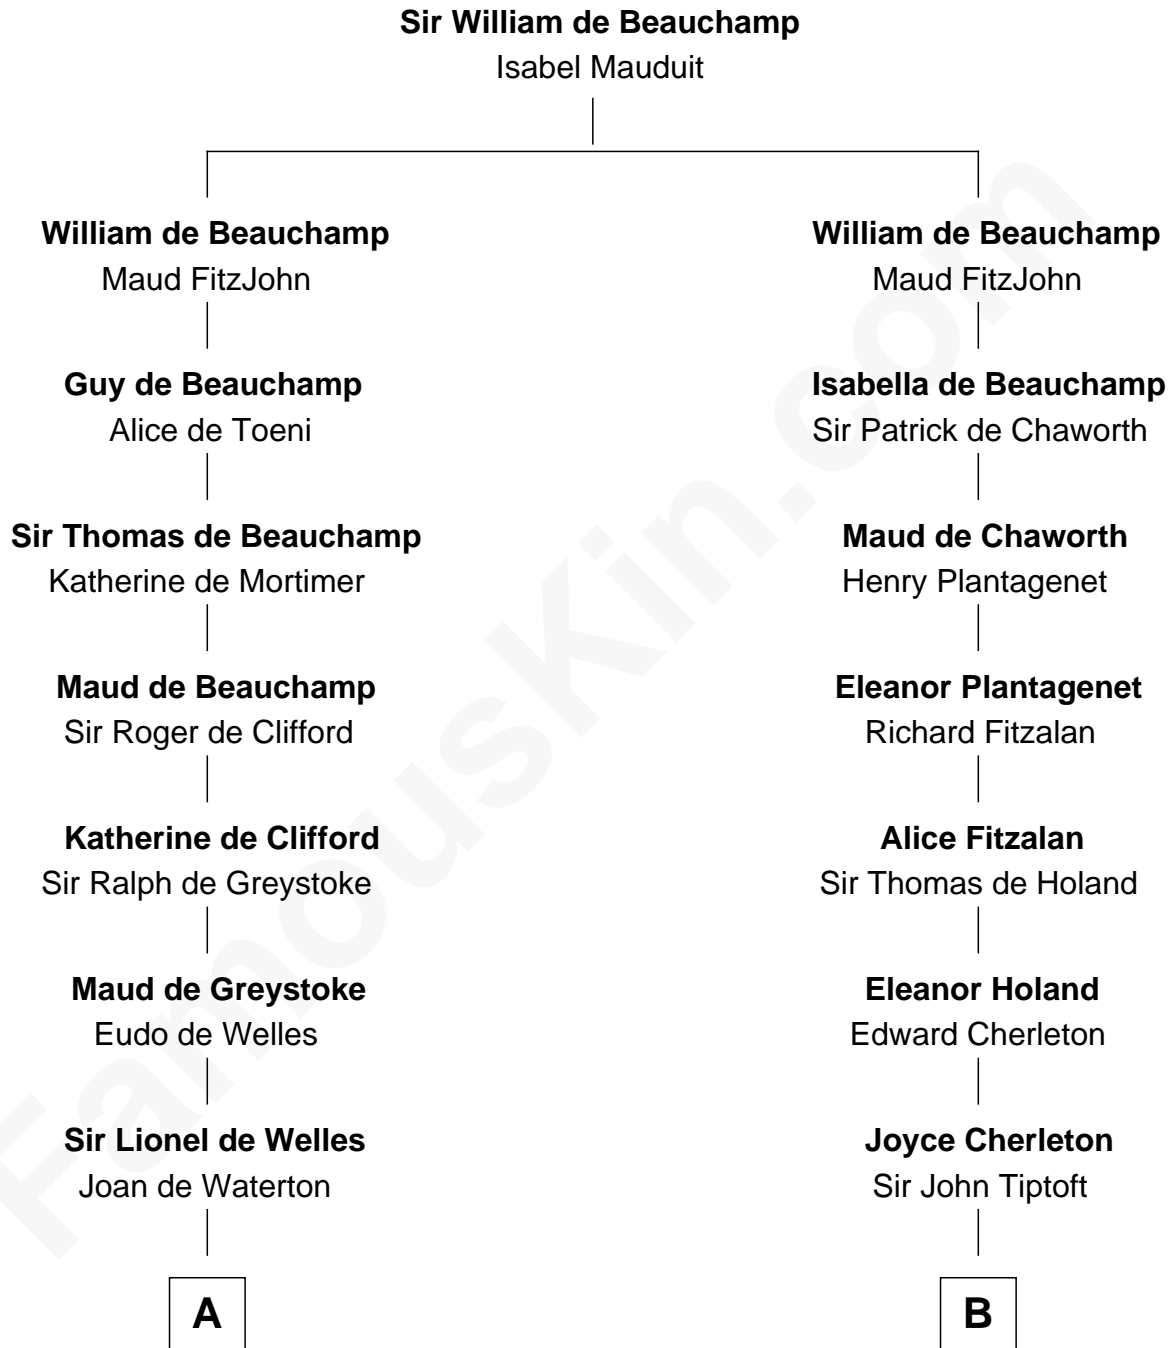 Sir William de Beauchamp
Isabel Mauduit
William de Beauchamp
Maud FitzJohn
William de Beauchamp
Maud FitzJohn
Guy de Beauchamp
Alice de Toeni
Isabella de Beauchamp
Sir Patrick de Chaworth
Sir Thomas de Beauchamp
Katherine de Mortimer
Maud de Chaworth
Henry Plantagenet
Maud de Beauchamp
Sir Roger de Clifford
Eleanor Plantagenet
Richard Fitzalan
Katherine de Clifford
Sir Ralph de Greystoke
Alice Fitzalan
Sir Thomas de Holand
Maud de Greystoke
Eudo de Welles
Eleanor Holand
Edward Cherleton
Sir Lionel de Welles
Joan de Waterton
Joyce Cherleton
Sir John Tiptoft
A
B
FamousKin.com